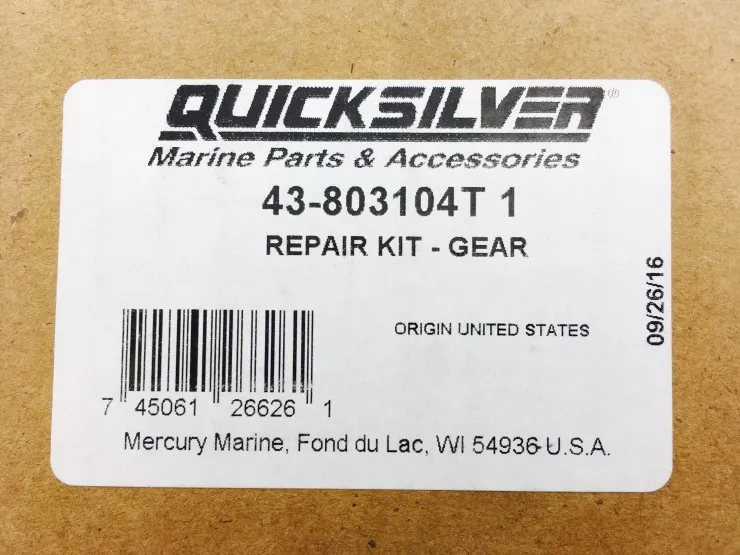 QUICKSILVER®
Marine Parts & Accessories
43-803104T 1
REPAIR KIT - GEAR
ORIGIN UNITED STATES
09/26/16
7 45061 26626 1
Mercury Marine, Fond du Lac, WI 54936 U.S.A.